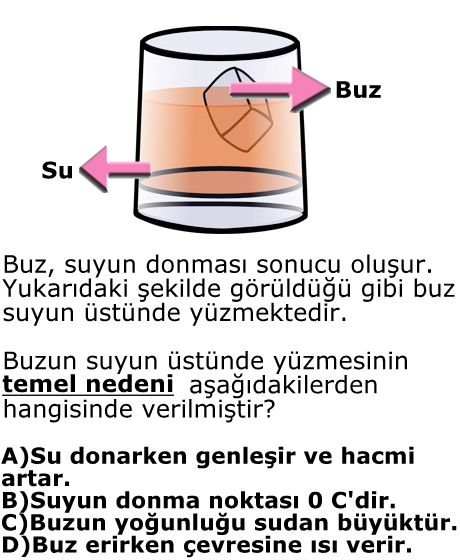 Buz
Su
Buz, suyun donması sonucu oluşur.
Yukarıdaki şekilde görüldüğü gibi buz
suyun üstünde yüzmektedir.
Buzun suyun üstünde yüzmesinin
temel nedeni aşağıdakilerden
hangisinde verilmiştir?
A)Su donarken genleşir ve hacmi
artar.
B)Suyun donma noktası 0 C'dir.
C)Buzun yoğunluğu sudan büyüktür.
D)Buz erirken çevresine ısı verir.